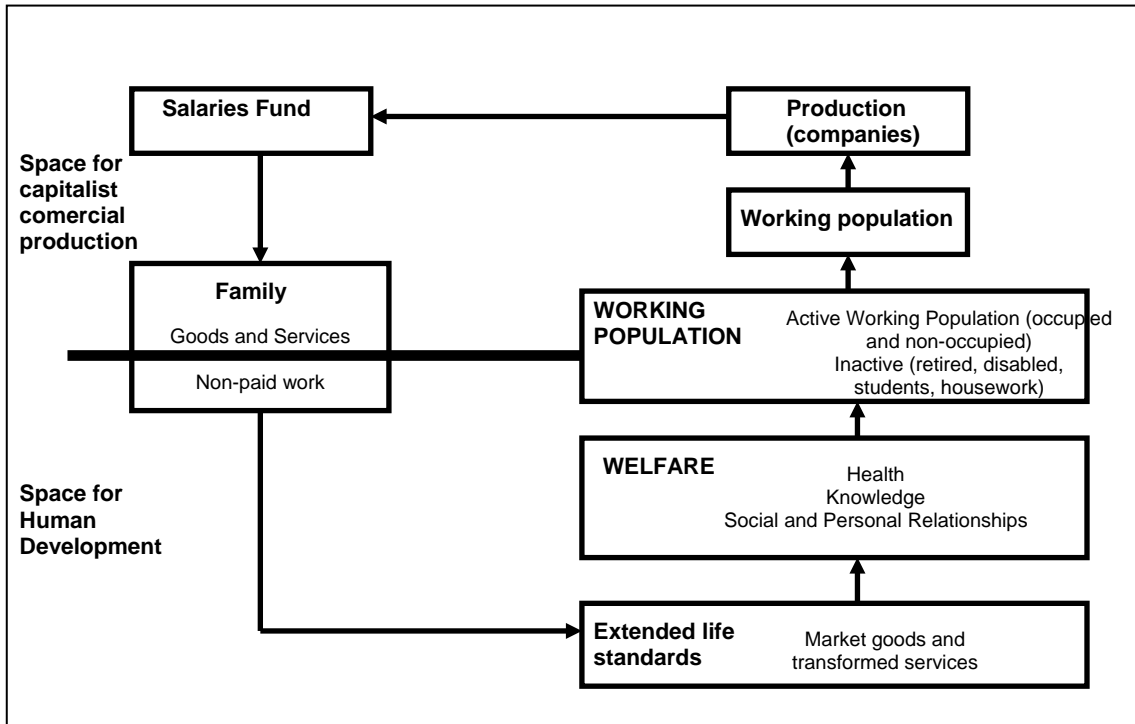 Salaries Fund
Production
(companies)
Space for
capitalist
comercial
production
Working population
Family
Goods and Services
Non-paid work
WORKING
POPULATION
Active Working Population (occupied
and non-occupied)
Inactive (retired, disabled,
students, housework)
WELFARE
Health
Knowledge
Social and Personal Relationships
Space for
Human
Development
Extended life
standards
Market goods and
transformed services